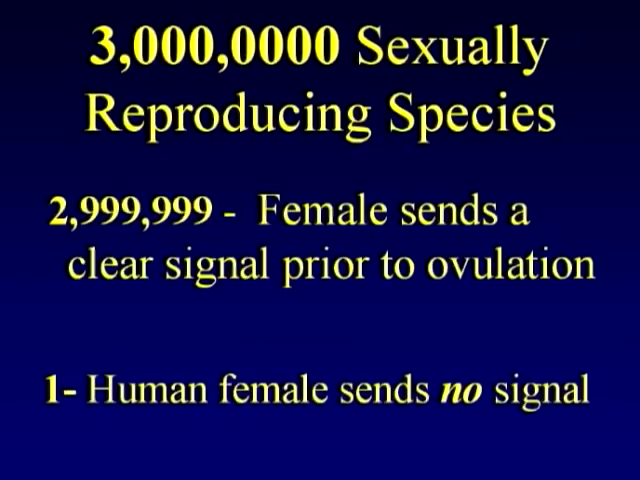 3,000,0000 Sexually
Reproducing Species
2,999,999 - Female sends a
clear signal prior to ovulation
1- Human female sends no signal